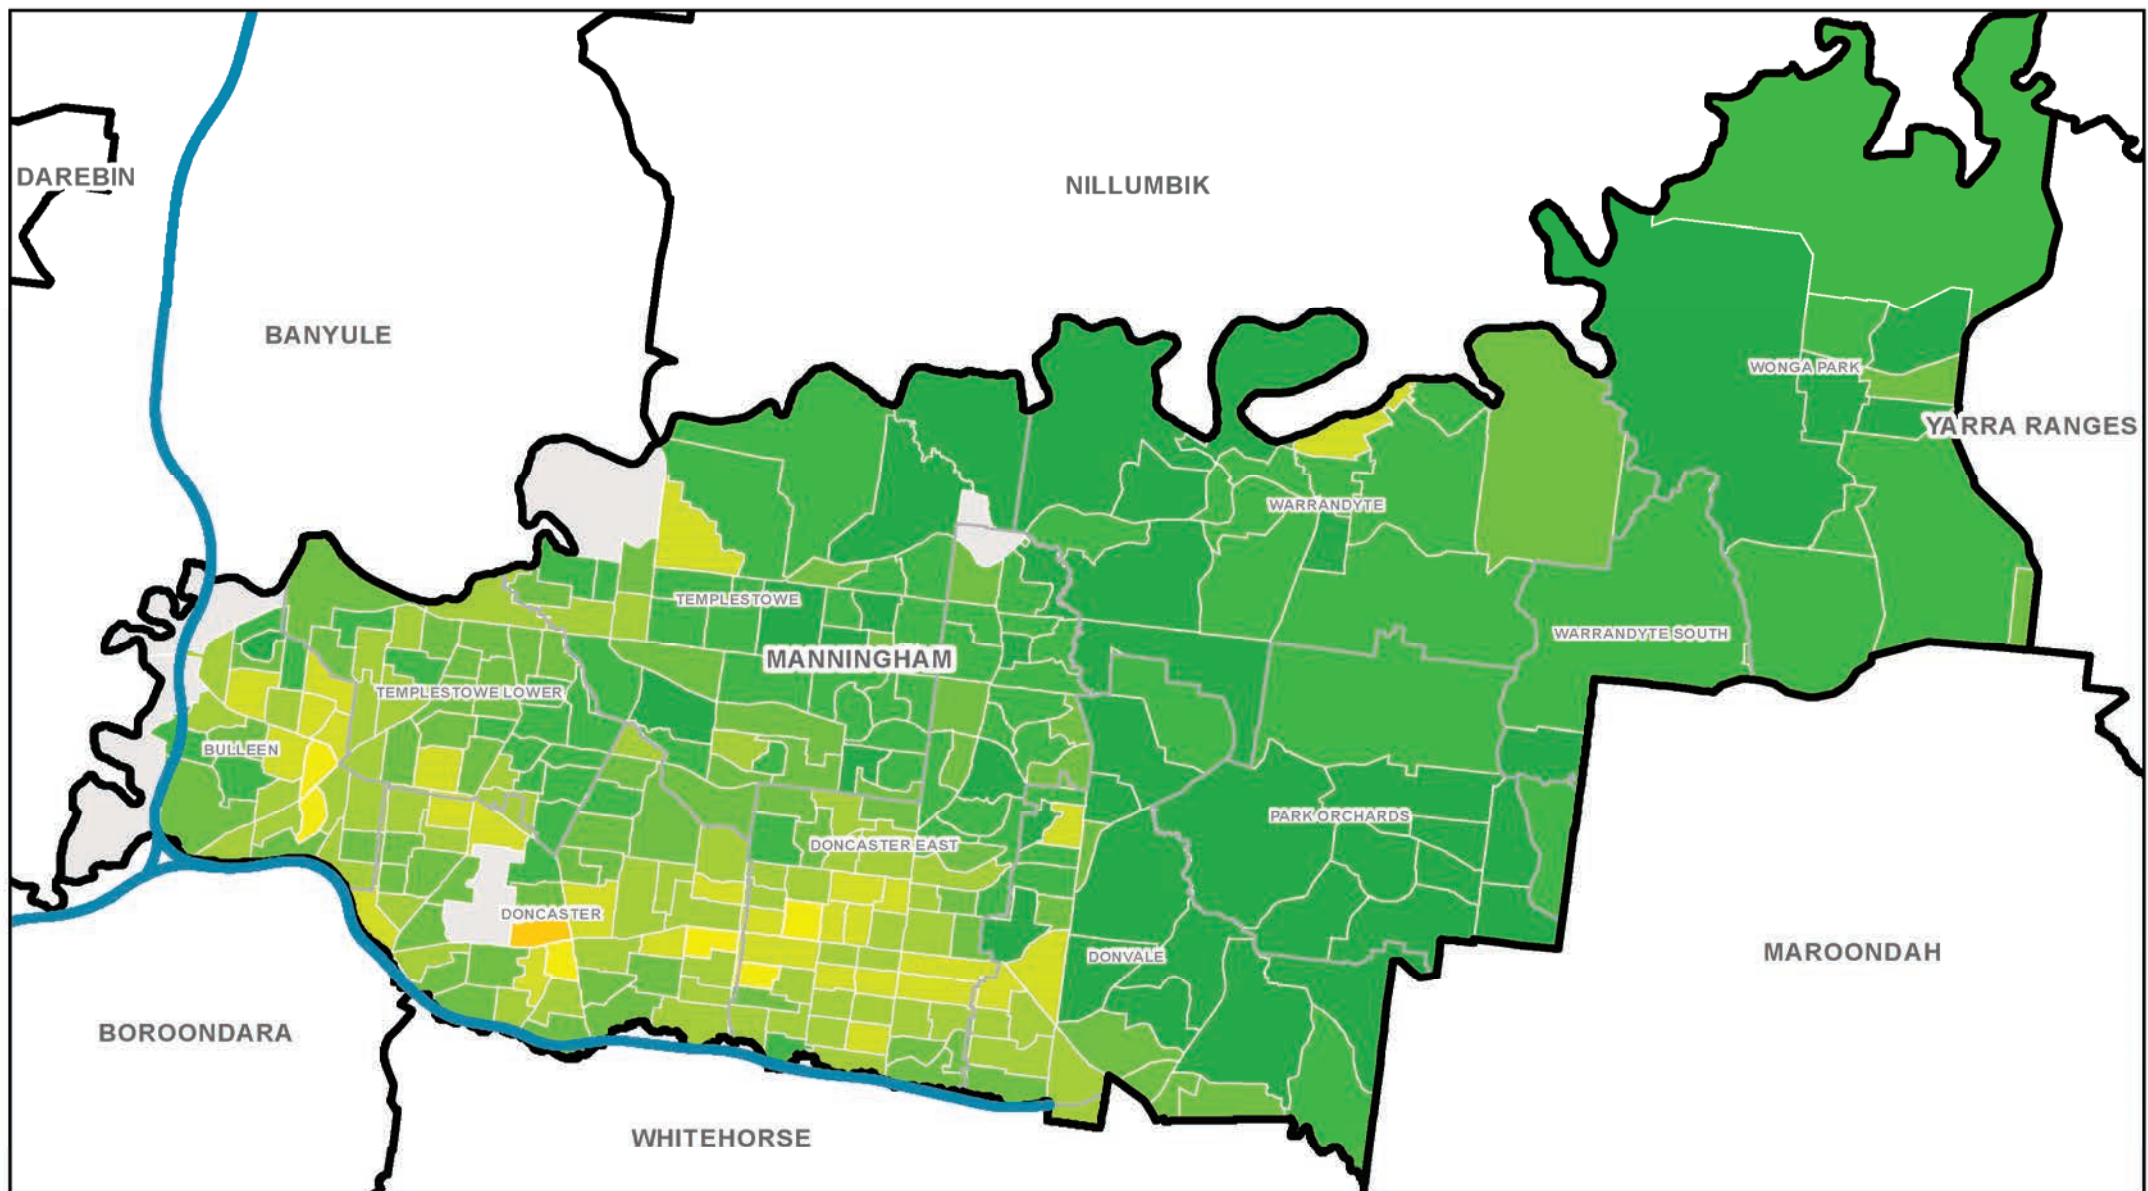 DAREBIN
NILLUMBIK
BANYULE
WONGA PARK
YARRA RANGES
WARRANDYTE
TEMPLESTOWE
WARRANDYTE SOUTH
MANNINGHAM
TEMPLESTOWE LOWER
BULLEEN
PARK ORCHARDS
DONCASTER EAST
DONCASTER
DONVALE
MAROONDAH
BOROONDARA
WHITEHORSE